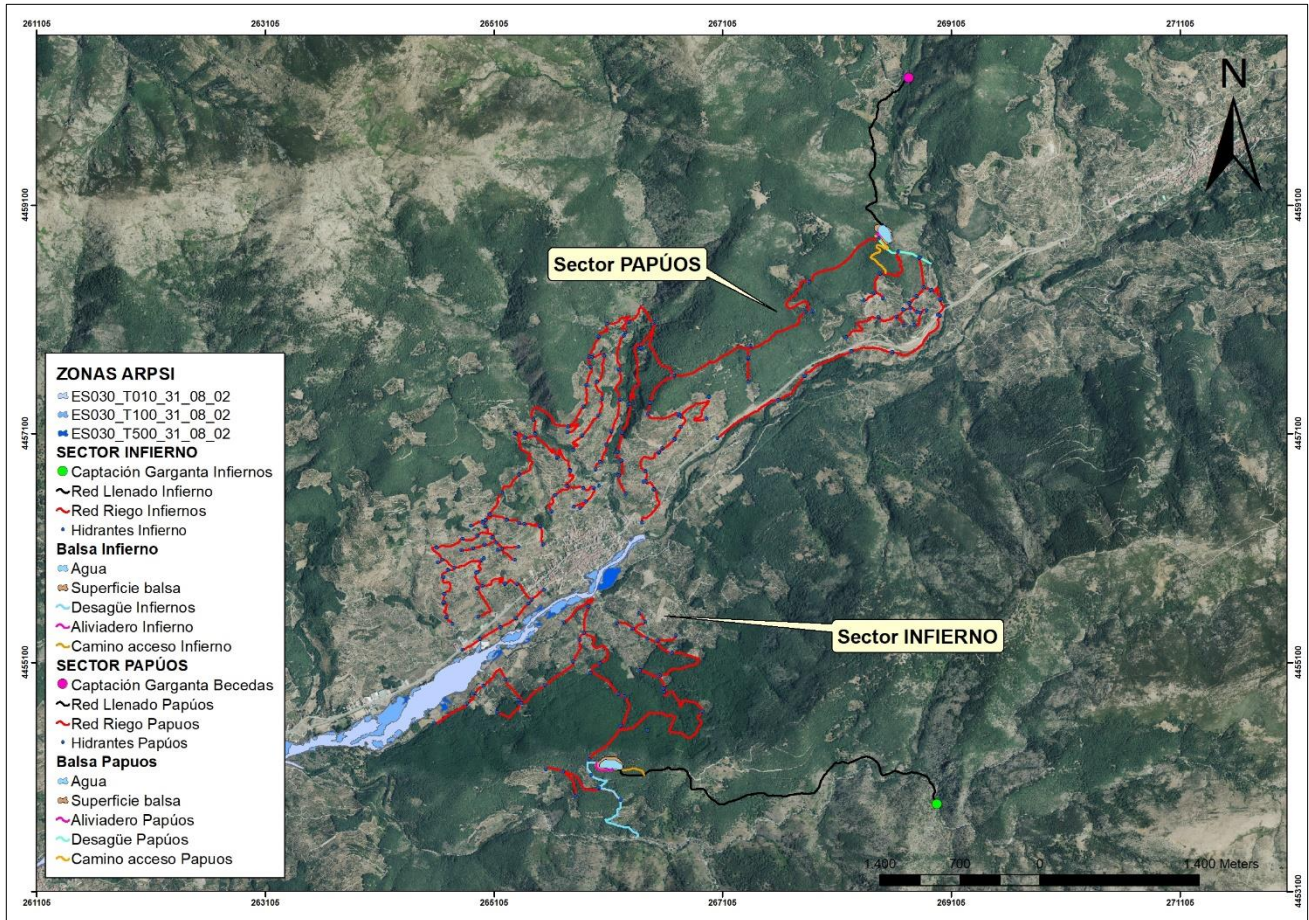 261105 263105 265105 267105 269105 271105
N
4459100 4459100
Sector PAPÚOS
4457100 4457100
ZONAS ARPSI
ES030_T010_31_08_02
ES030_T100_31_08_02
ES030_T500_31_08_02
SECTOR INFIERNO
Captación Garganta Infiernos
Red Llenado Infierno
Red Riego Infiernos
Hidrantes Infierno
Balsa Infierno
Agua
Superficie balsa
Desagüe Infiernos
Aliviadero Infierno
Camino acceso Infierno
SECTOR PAPÚOS
Captación Garganta Becedas
Red Llenado Papúos
Red Riego Papuos
Hidrantes Papúos
Balsa Papuos
Agua
Superficie balsa
Aliviadero Papúos
Desagüe Papúos
Camino acceso Papuos
Sector INFIERNO
4455100 4455100
1.400 700 0 1.400 Meters
4453100 4453100
261105 263105 265105 267105 269105 271105